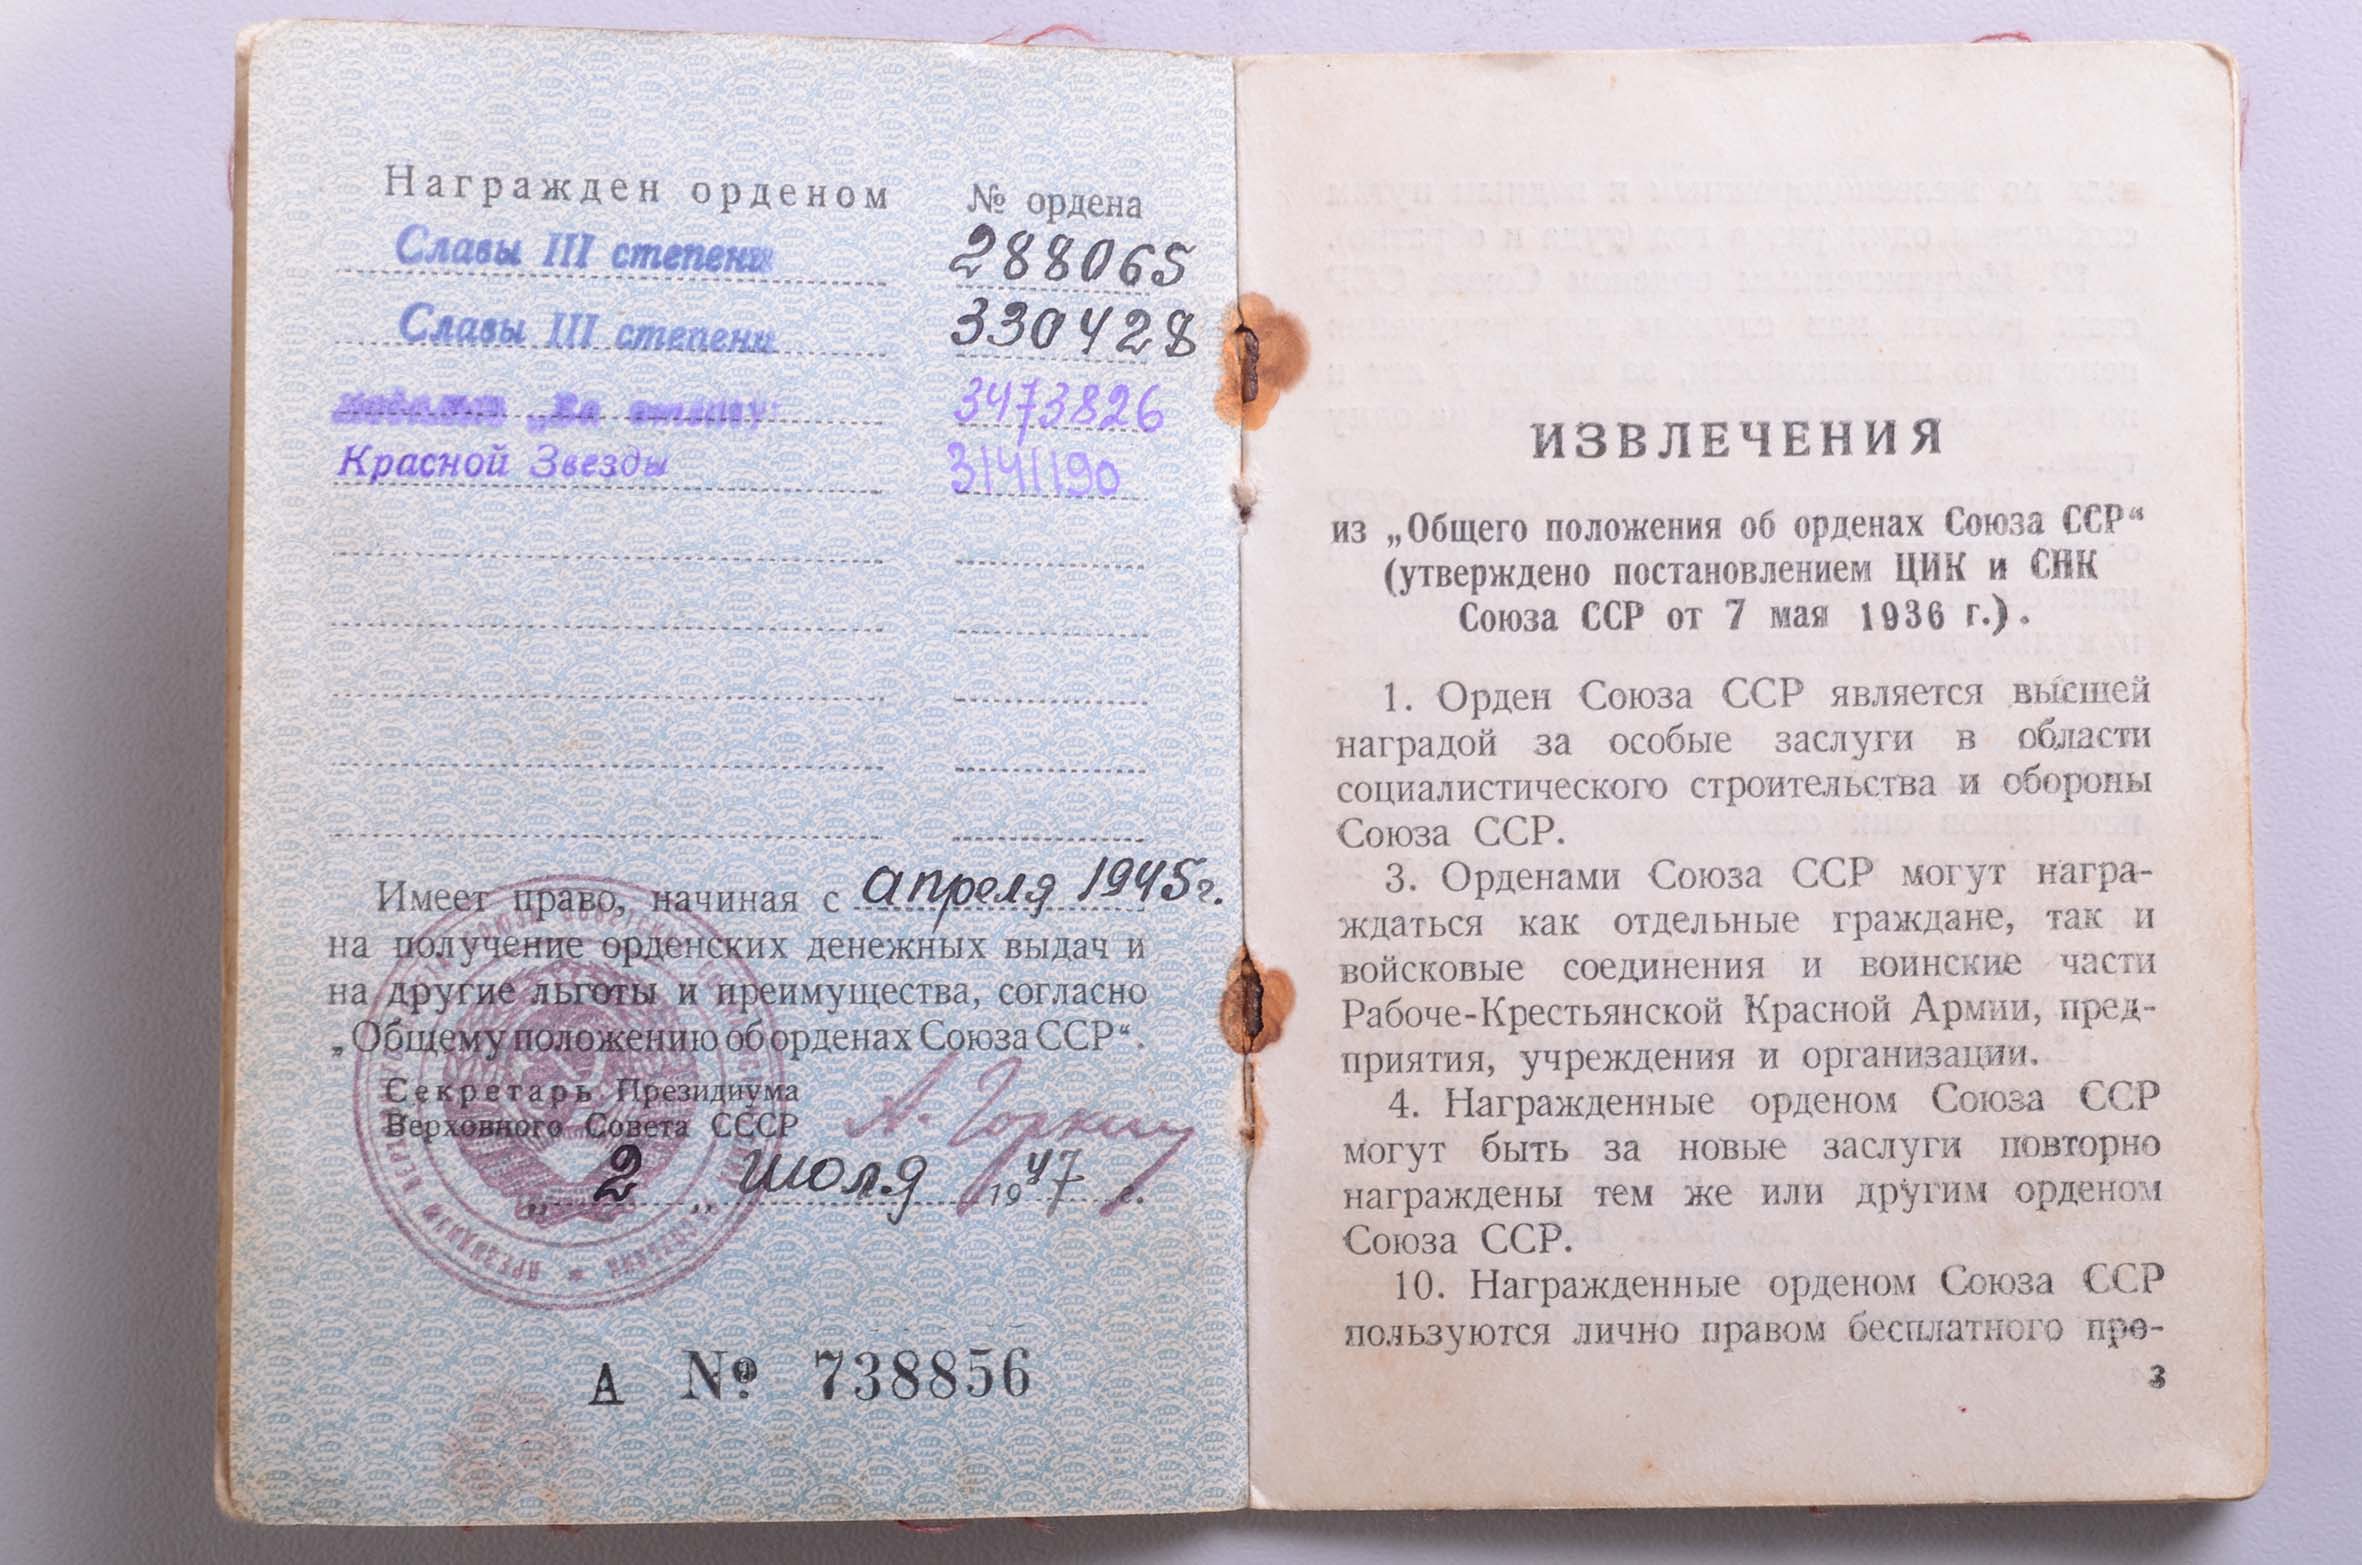 Награжден орденом № ордена
Славы III степени 288065
Славы III степени 330428
медалью „За отвагу" 3473826
Красной Звезды 3141190
Имеет право, начиная с апреля 1945 г.
на получение орденских денежных выдач и
на другие льготы и преимущества, согласно
„Общему положению об орденах Союза ССР“.
Секретарь Президиума
Верховного Совета СССР А. Горкин
„2„ июля 1947 г.
А № 738856
ИЗВЛЕЧЕНИЯ
из „Общего положения об орденах Союза ССР“
(утверждено постановлением ЦИК и СНК
Союза ССР от 7 мая 1936 г.).
1. Орден Союза ССР является высшей
наградой за особые заслуги в области
социалистического строительства и обороны
Союза ССР.
3. Орденами Союза ССР могут награ-
ждаться как отдельные граждане, так и
войсковые соединения и воинские части
Рабоче-Крестьянской Красной Армии, пред-
приятия, учреждения и организации.
4. Награжденные орденом Союза ССР
могут быть за новые заслуги повторно
награждены тем же или другим орденом
Союза ССР.
10. Награжденные орденом Союза ССР
пользуются лично правом бесплатного про-
3